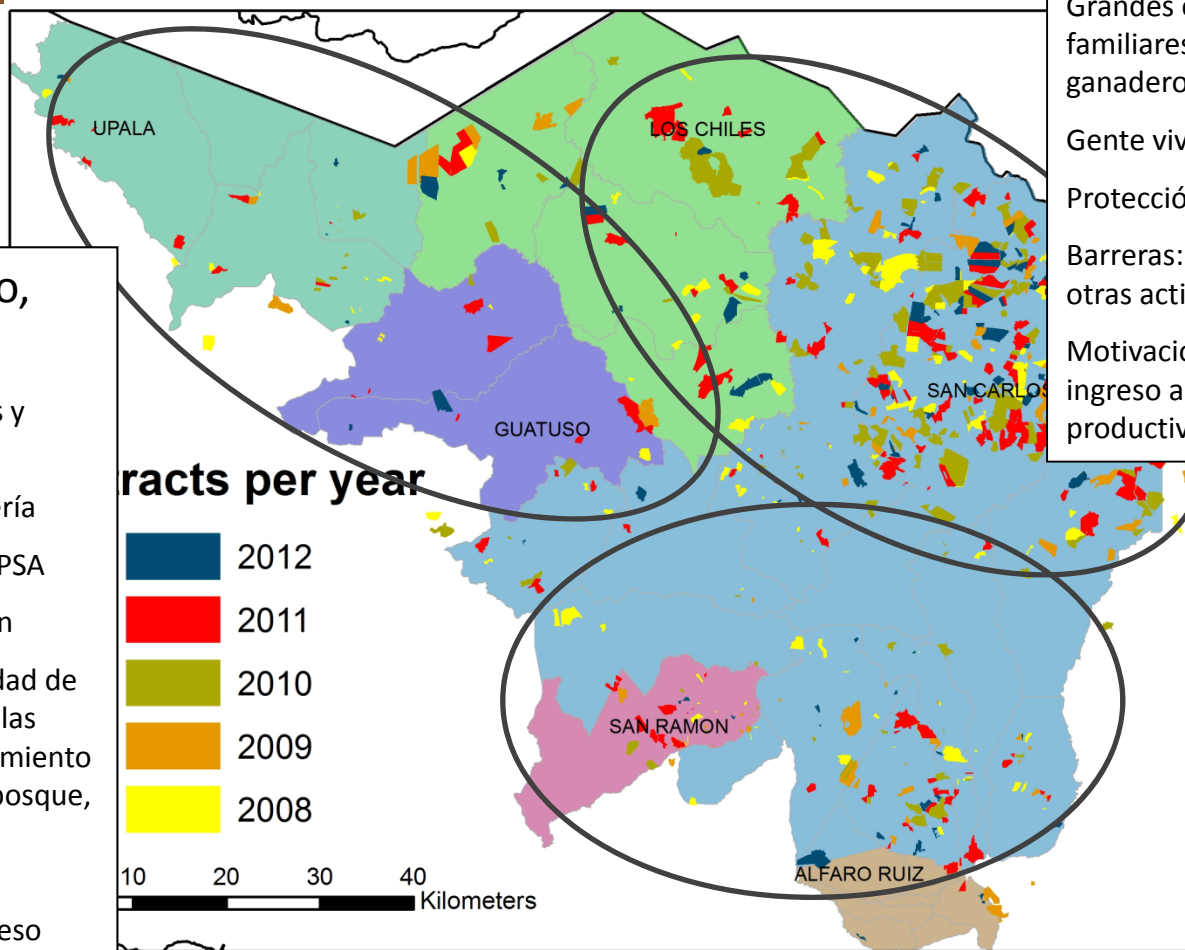 Grandes
familiares
ganadero
Gente viv
Protecció
Barreras:
otras acti
Motivacio
ingreso a
productiv
UPALA
LOS CHILES
SAN CARLOS
GUATUSO
SAN RAMON
ALFARO RUIZ
o,
s y
ería
PSA
n
dad de
las
miento
bosque,
eso
tracts per year
2012
2011
2010
2009
2008
10 20 30 40
Kilometers